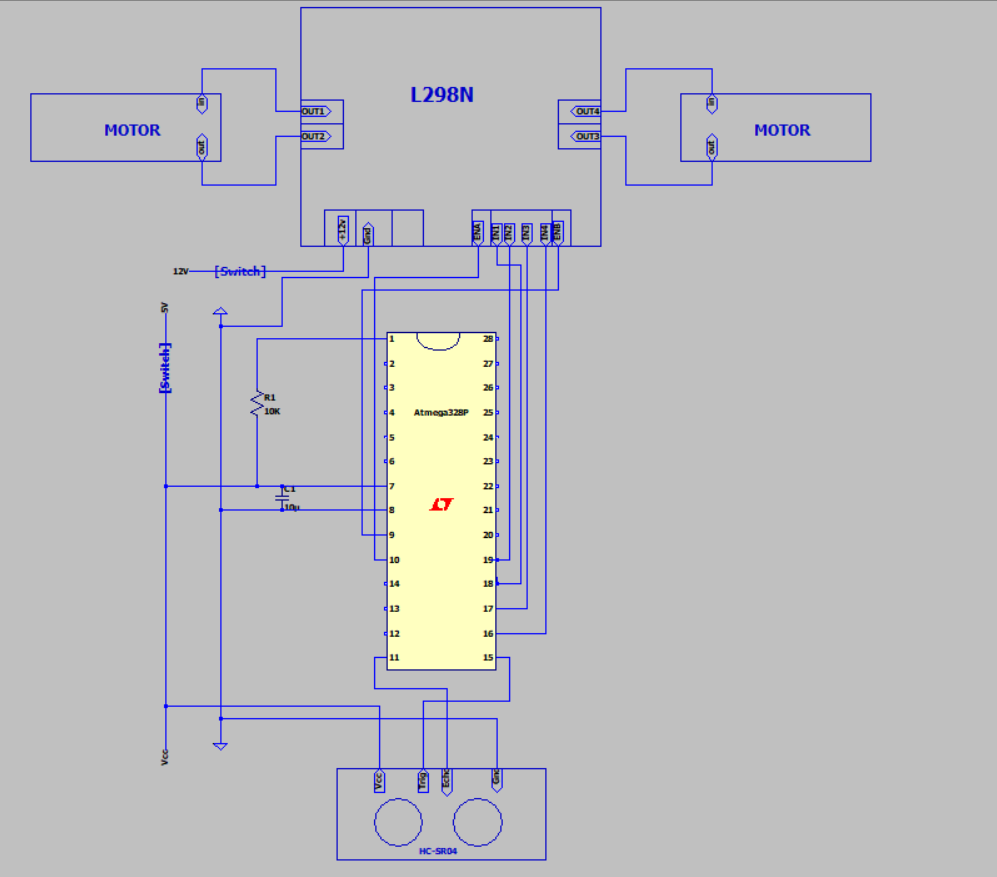 L298N
MOTOR
in
out
OUT1
OUT2
OUT4
OUT3
MOTOR
in
out
+12v
Gnd
ENA
IN1
IN2
IN3
IN4
ENB
12V
[Switch]
5V
[Switch]
R1
10K
C1
10µ
Vcc
Atmega328P
1
2
3
4
5
6
7
8
9
10
14
13
12
11
28
27
26
25
24
23
22
21
20
19
18
17
16
15
Vcc
Trig
Echo
Gnd
HC-SR04